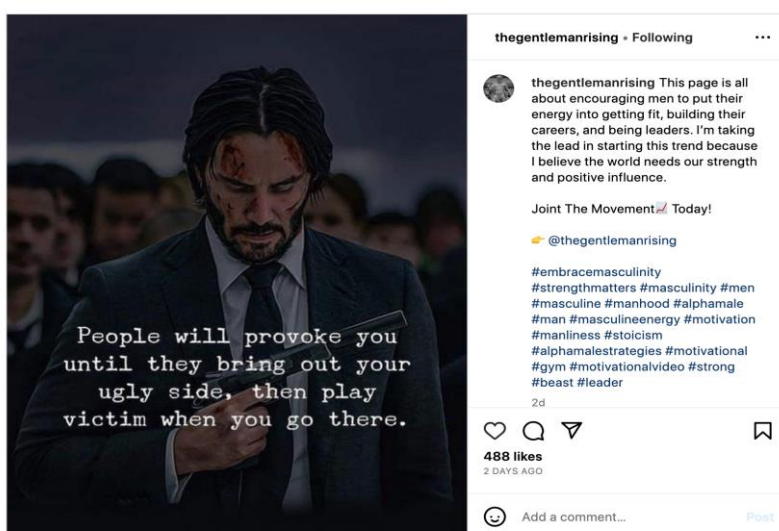 People will provoke you
until they bring out your
ugly side, then play
victim when you go there.
thegentlemanrising • Following
thegentlemanrising This page is all
about encouraging men to put their
energy into getting fit, building their
careers, and being leaders. I'm taking
the lead in starting this trend because
I believe the world needs our strength
and positive influence.
Joint The Movement📈 Today!
👉 @thegentlemanrising
#embracemasculinity
#strengthmatters #masculinity #men
#masculine #manhood #alphamale
#man #masculineenergy #motivation
#manliness #stoicism
#alphamalestrategies #motivational
#gym #motivationalvideo #strong
#beast #leader
2d
488 likes
2 DAYS AGO
Add a comment...
Post